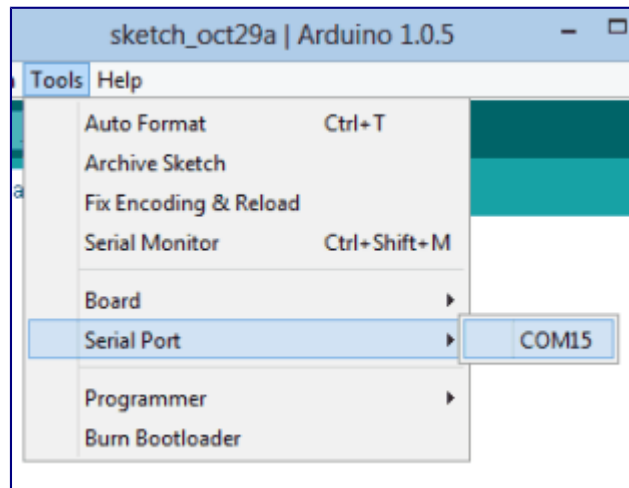 sketch_oct29a | Arduino 1.0.5
Tools Help
Auto Format Ctrl+T
Archive Sketch
a
Fix Encoding & Reload
Serial Monitor Ctrl+Shift+M
Board
Serial Port COM15
Programmer
Burn Bootloader